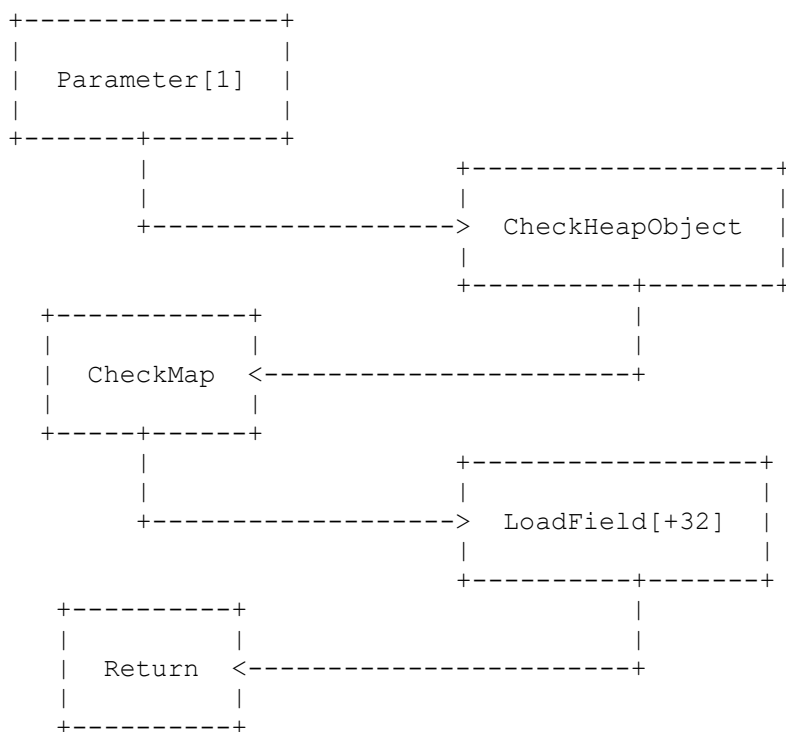 Parameter[1]
CheckHeapObject
CheckMap
LoadField[+32]
Return